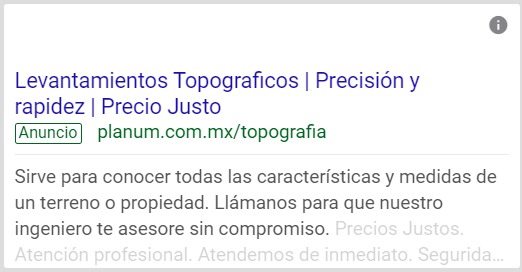 Levantamientos Topograficos | Precisión y
rapidez | Precio Justo
Anuncio planum.com.mx/topografia
Sirve para conocer todas las características y medidas de
un terreno o propiedad. Llámanos para que nuestro
ingeniero te asesore sin compromiso. Precios Justos.
Atención profesional. Atendemos de inmediato. Segurida...